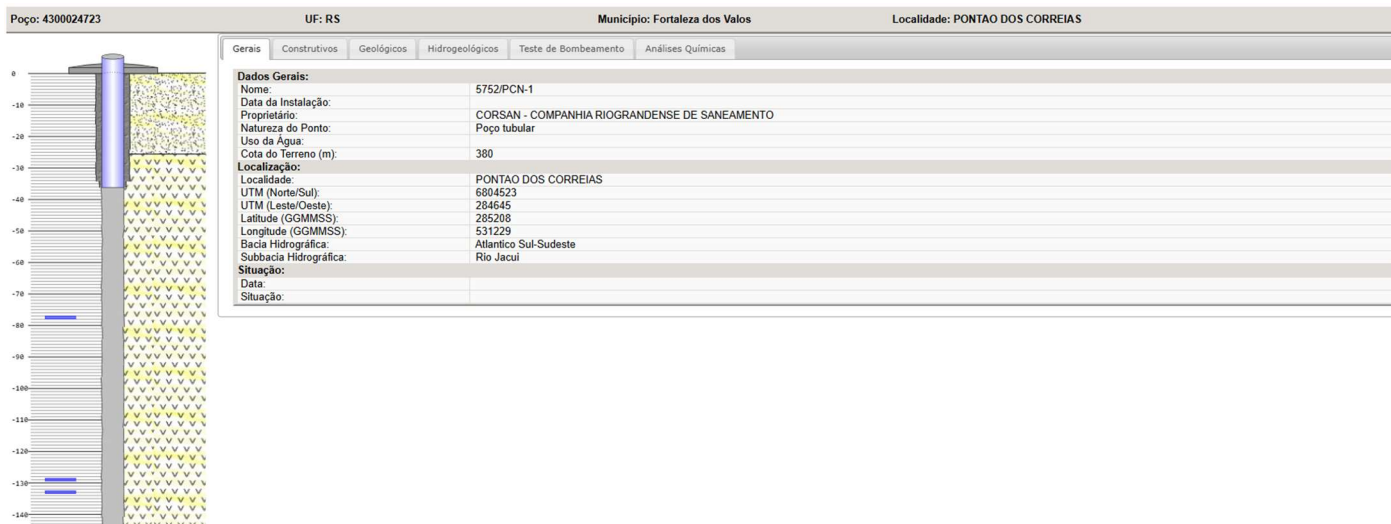 Poço: 4300024723 UF: RS Município: Fortaleza dos Valos Localidade: PONTAO DOS CORREIAS
Gerais Construtivos Geológicos Hidrogeológicos Teste de Bombeamento Análises Químicas
Dados Gerais:
Nome: 5752/PCN-1
Data da Instalação:
Proprietário: CORSAN - COMPANHIA RIOGRANDENSE DE SANEAMENTO
Natureza do Ponto: Poço tubular
Uso da Água:
Cota do Terreno (m): 380
Localização:
Localidade: PONTAO DOS CORREIAS
UTM (Norte/Sul): 6804523
UTM (Leste/Oeste): 284645
Latitude (GGMMSS): 285208
Longitude (GGMMSS): 531229
Bacia Hidrográfica: Atlantico Sul-Sudeste
Subbacia Hidrográfica: Rio Jacui
Situação:
Data:
Situação:
0
-10
-20
-30
-40
-50
-60
-70
-80
-90
-100
-110
-120
-130
-140